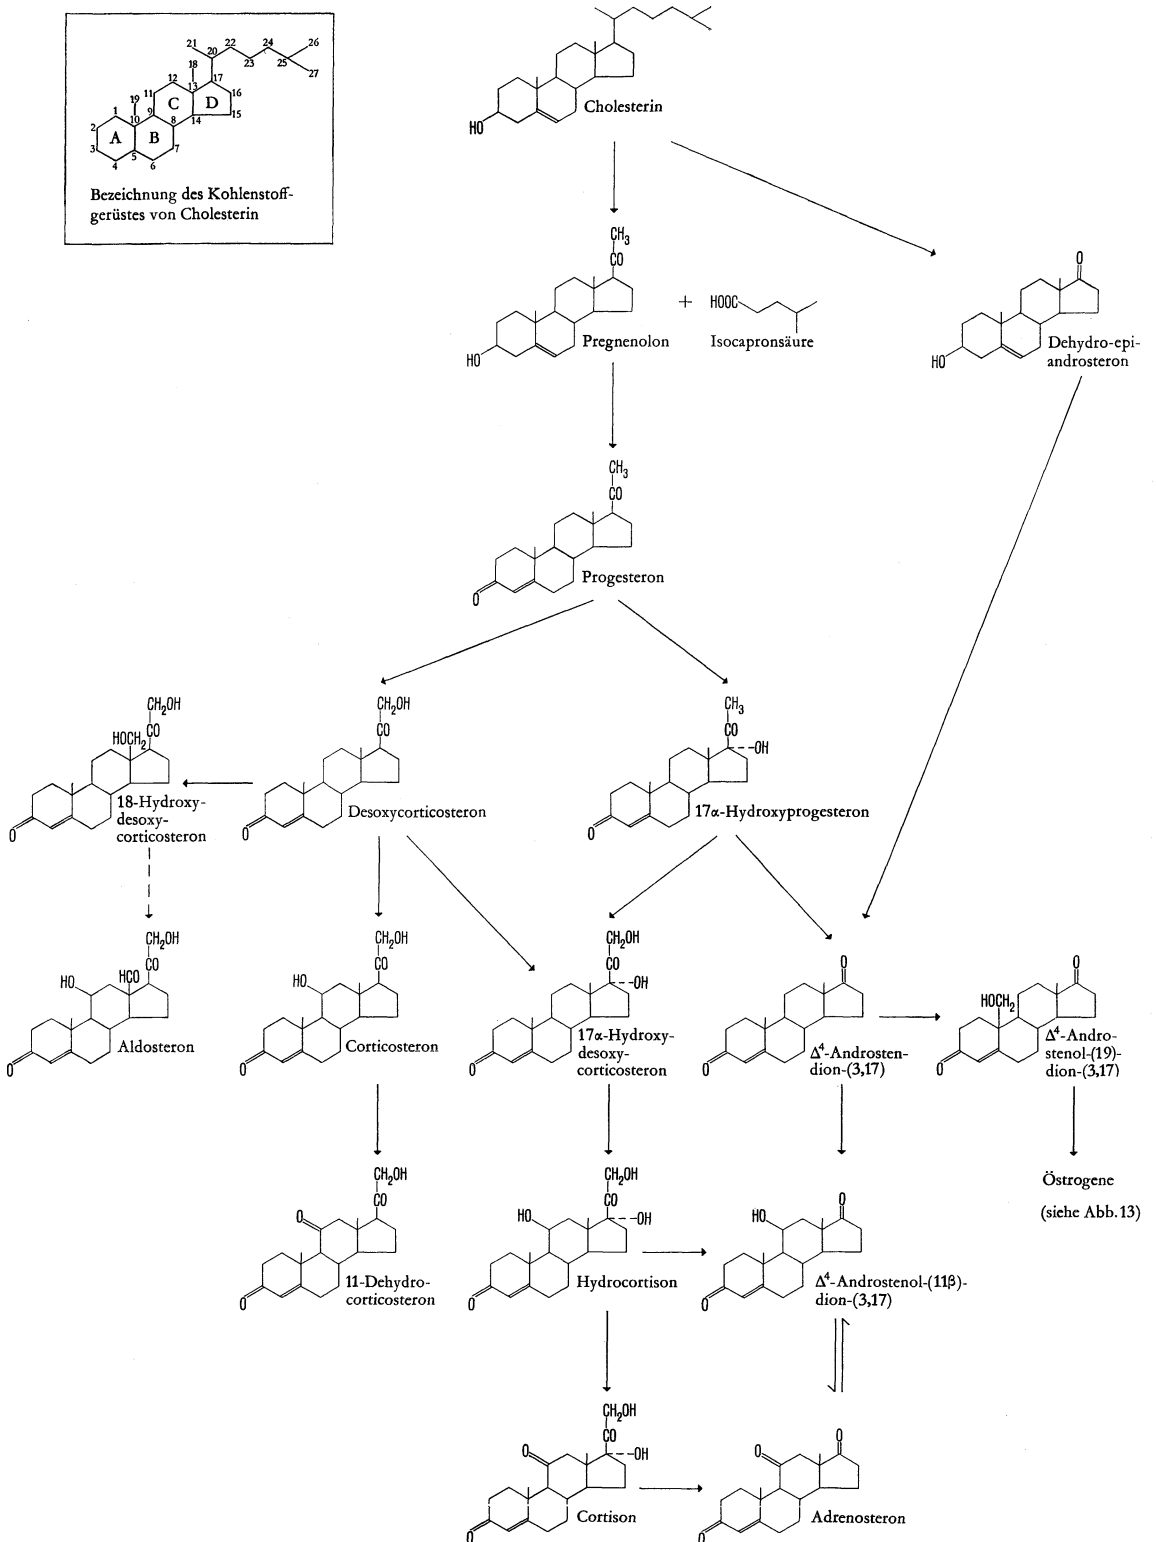 21
22
24
26
20
23
25
27
18
12
13
17
16
19
11
C
D
15
1
10
9
8
14
2
A
B
3
5
7
4
6
Bezeichnung des Kohlenstoff-
gerüstes von Cholesterin
HO
Cholesterin
CH₃
CO
HO
Pregnenolon
+
HOOC
Isocapronsäure
O
HO
Dehydro-epi-
androsteron
CH₃
CO
O
Progesteron
CH₂OH
CO
HOCH₂
O
18-Hydroxy-
desoxy-
corticosteron
CH₂OH
CO
O
Desoxycorticosteron
CH₃
CO
--OH
O
17α-Hydroxyprogesteron
CH₂OH
CO
HCO
HO
O
Aldosteron
CH₂OH
CO
HO
O
Corticosteron
CH₂OH
CO
--OH
O
17α-Hydroxy-
desoxy-
corticosteron
O
O
Δ⁴-Androsten-
dion-(3,17)
O
HOCH₂
O
Δ⁴-Andro-
stenol-(19)-
dion-(3,17)
Östrogene
(siehe Abb. 13)
CH₂OH
CO
O
O
11-Dehydro-
corticosteron
CH₂OH
CO
HO
--OH
O
Hydrocortison
O
HO
O
Δ⁴-Androstenol-(11β)-
dion-(3,17)
CH₂OH
CO
O
--OH
O
Cortison
O
O
O
Adrenosteron